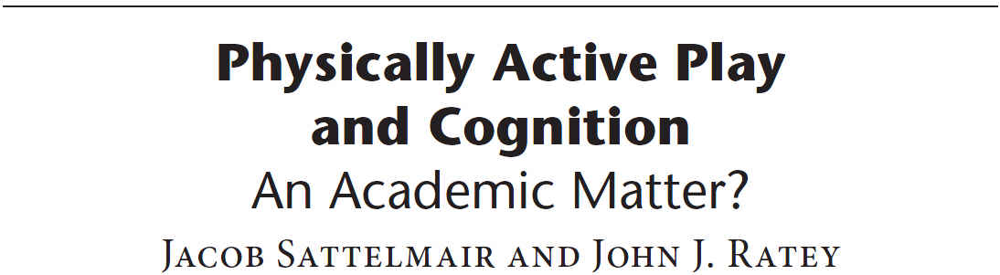 Physically Active Play
and Cognition
An Academic Matter?
Jacob Sattelmair and John J. Ratey